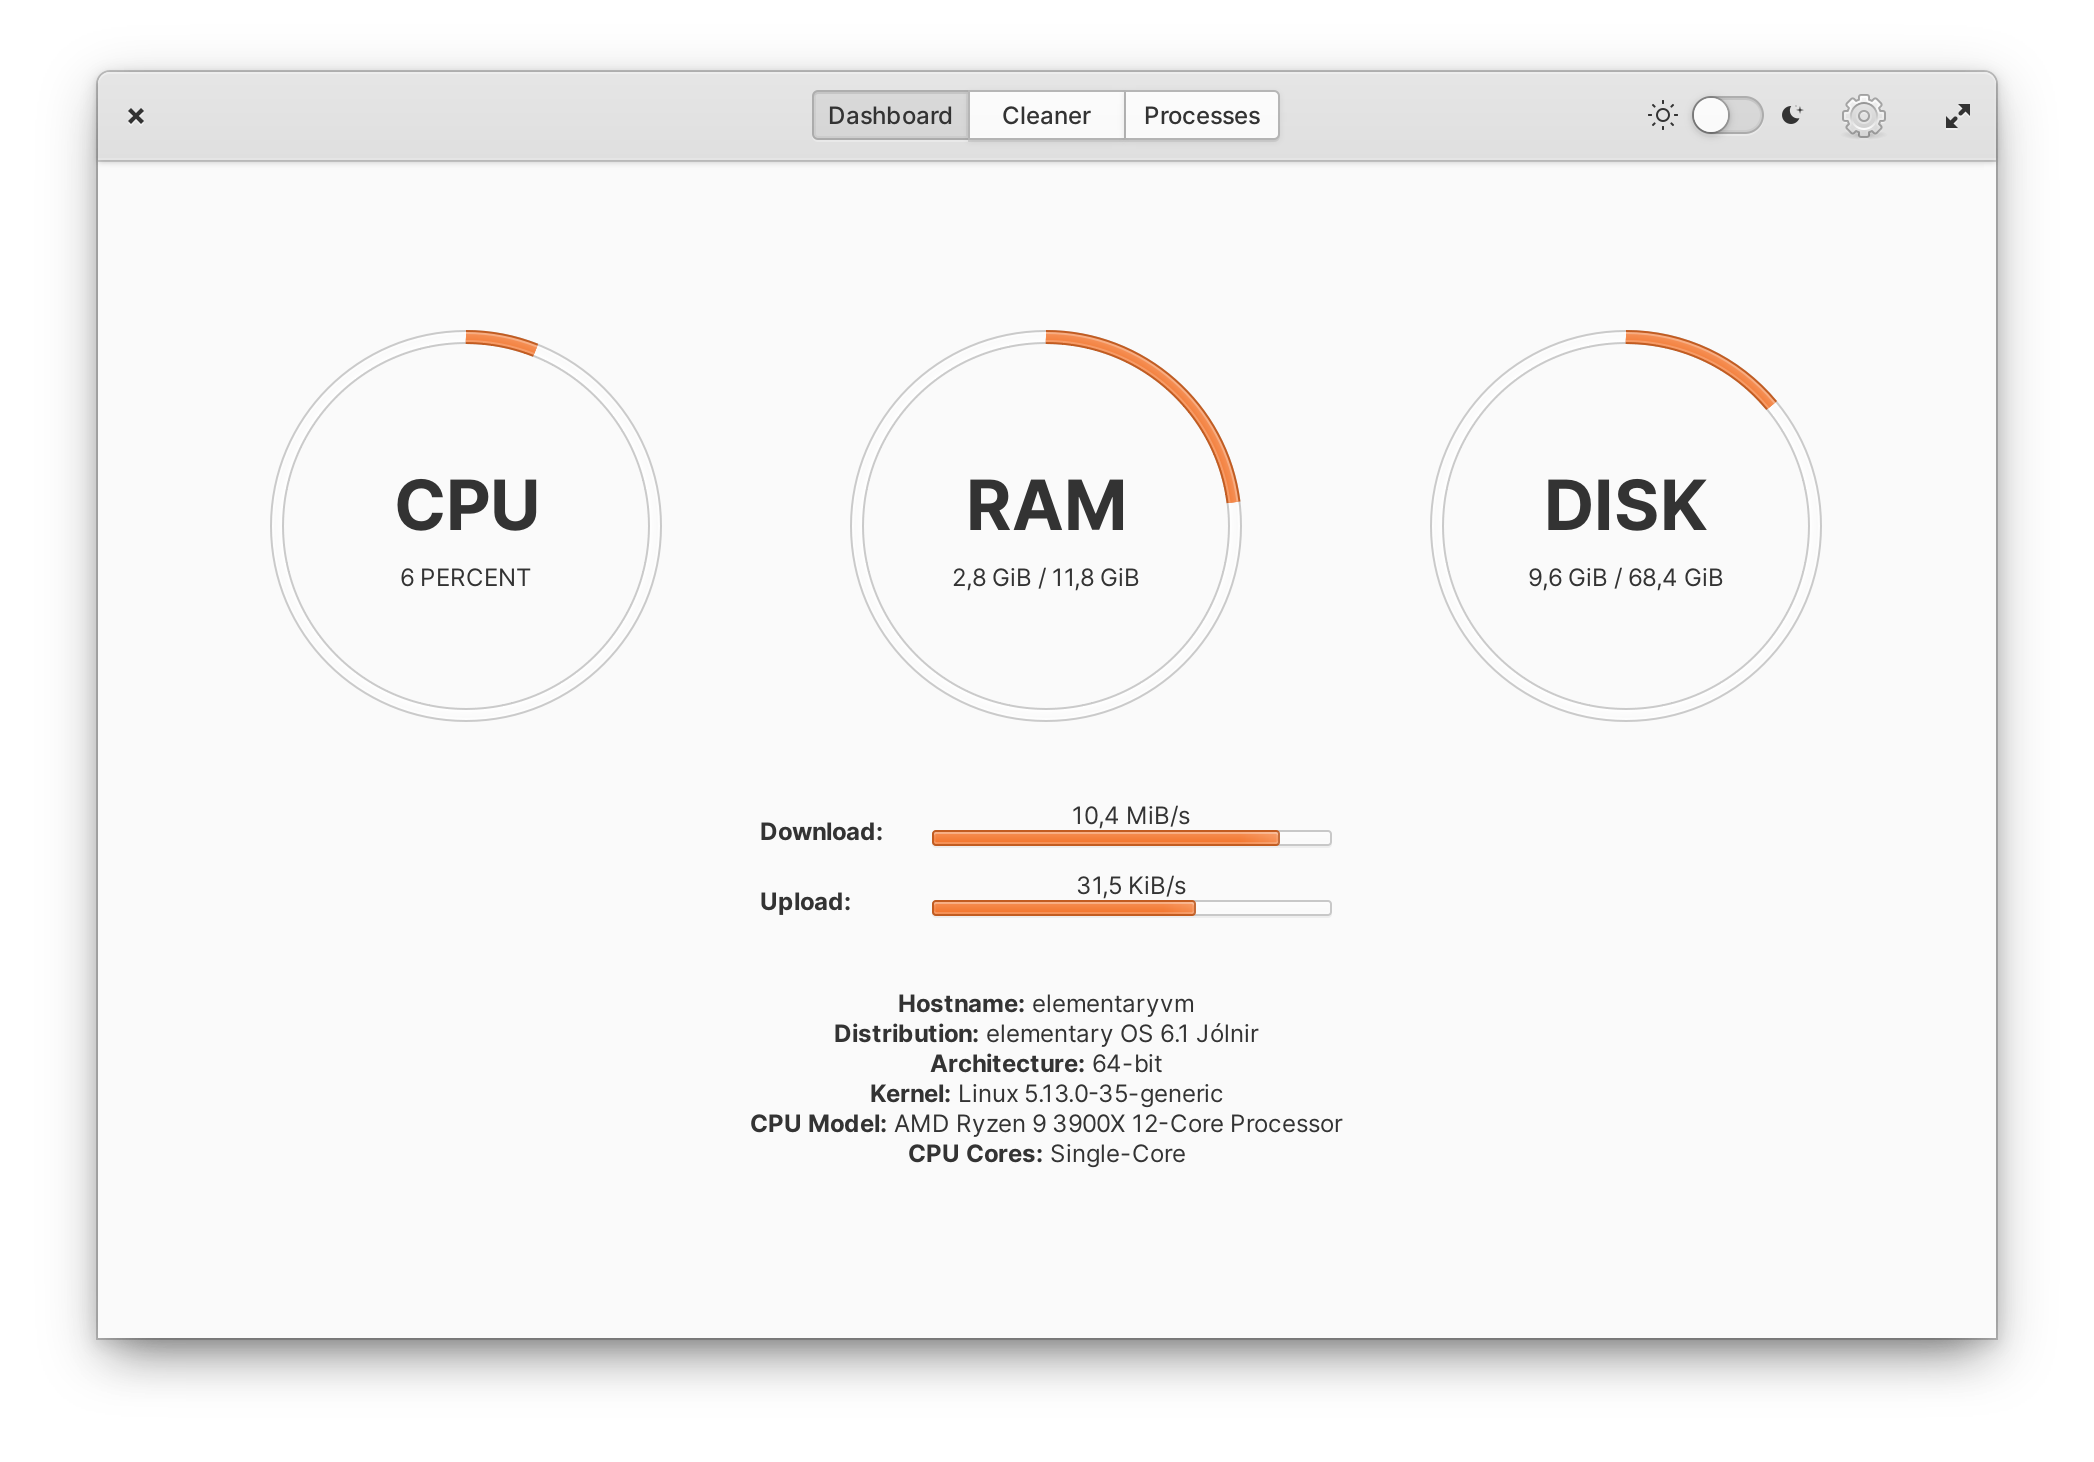 Dashboard Cleaner Processes
CPU
6 PERCENT
RAM
2,8 GiB / 11,8 GiB
DISK
9,6 GiB / 68,4 GiB
Download: 10,4 MiB/s
Upload: 31,5 KiB/s
Hostname: elementaryvm
Distribution: elementary OS 6.1 Jólnir
Architecture: 64-bit
Kernel: Linux 5.13.0-35-generic
CPU Model: AMD Ryzen 9 3900X 12-Core Processor
CPU Cores: Single-Core